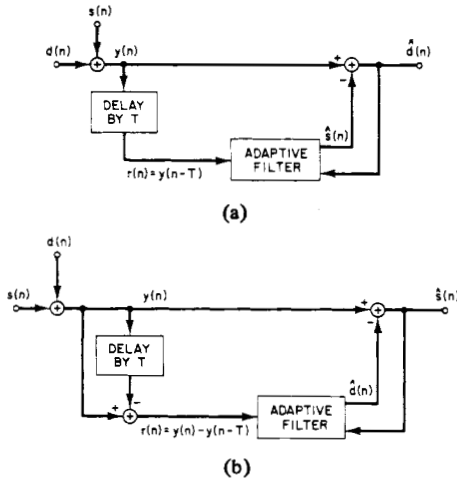 s(n)
d(n)
y(n)
+
+
-
d̂(n)
DELAY
BY T
ŝ(n)
ADAPTIVE
FILTER
r(n)=y(n-T)
(a)
d(n)
s(n)
+
y(n)
+
+
-
ŝ(n)
DELAY
BY T
d̂(n)
-
+
+
r(n)=y(n)-y(n-T)
ADAPTIVE
FILTER
(b)